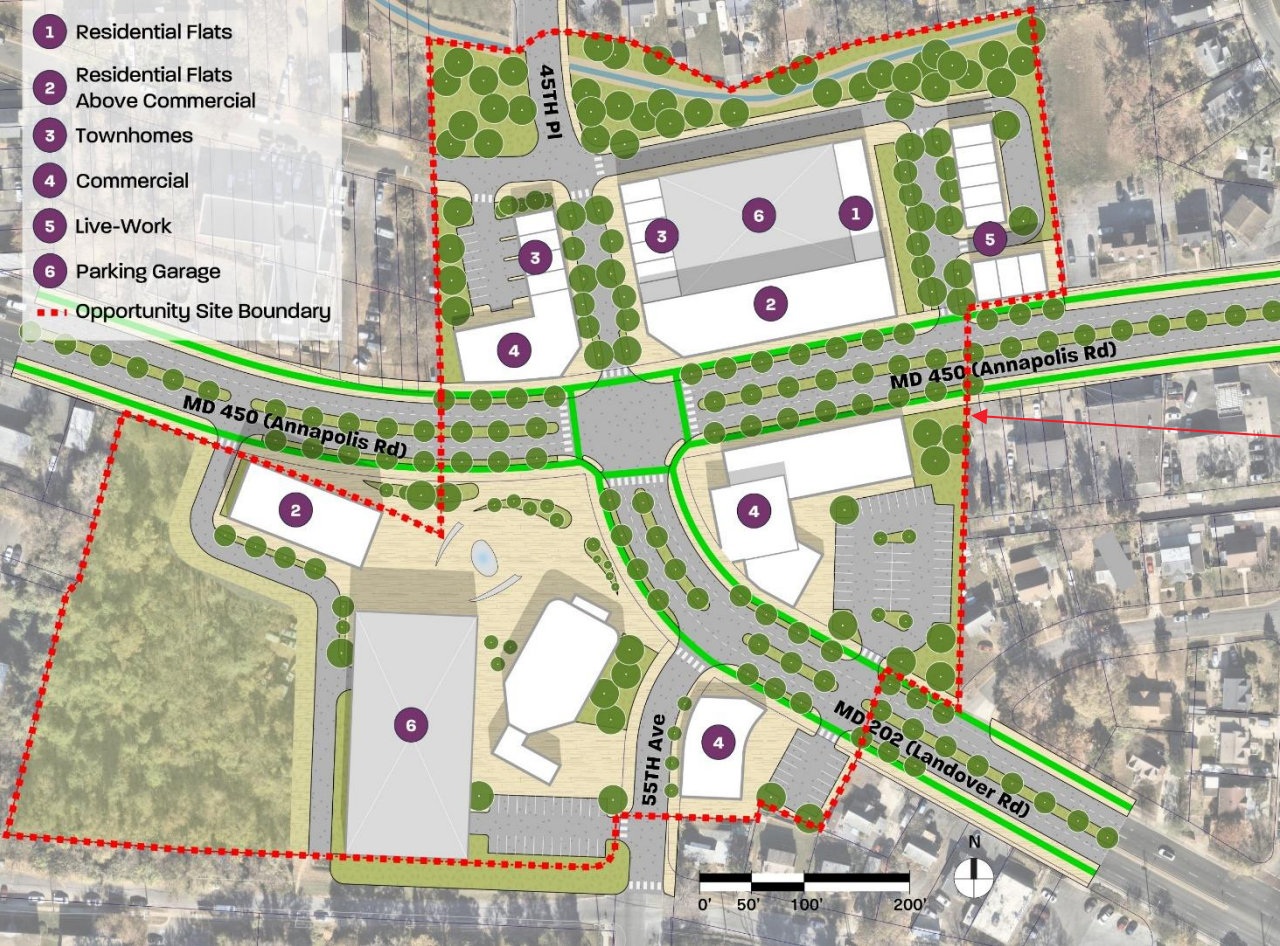 1 Residential Flats
2 Residential Flats
Above Commercial
3 Townhomes
4 Commercial
5 Live-Work
6 Parking Garage
Opportunity Site Boundary
45TH Pl
3
6
1
3
5
2
4
MD 450 (Annapolis Rd)
MD 450 (Annapolis Rd)
2
4
6
4
55TH Ave
MD 202 (Landover Rd)
N
0' 50' 100' 200'